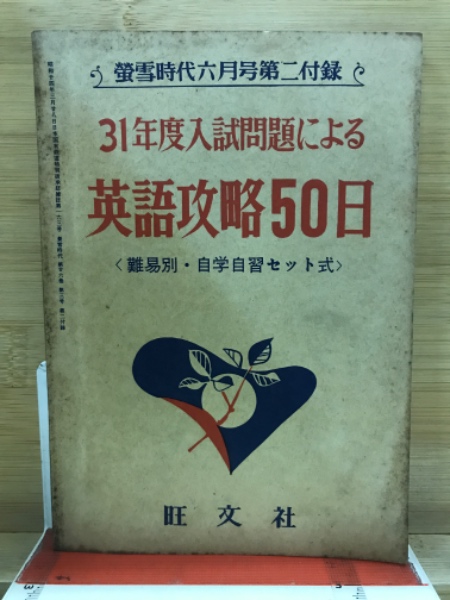 螢雪時代六月号第二付録
31年度入試問題による
英語攻略50日
〈難易別・自学自習セット式〉
旺文社